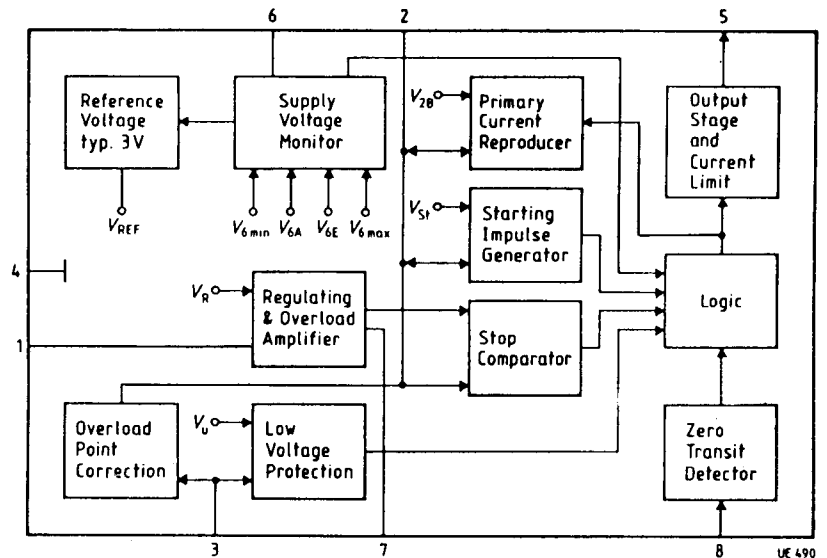 6
2
5
Reference
Voltage
typ. 3V
Supply
Voltage
Monitor
V2B
Primary
Current
Reproducer
Output
Stage
and
Current
Limit
VREF
V6min
V6A
V6E
V6max
VSt
Starting
Impulse
Generator
4
VR
Regulating
& Overload
Amplifier
Stop
Comparator
Logic
1
Overload
Point
Correction
Vu
Low
Voltage
Protection
Zero
Transit
Detector
3
7
8
UE 490